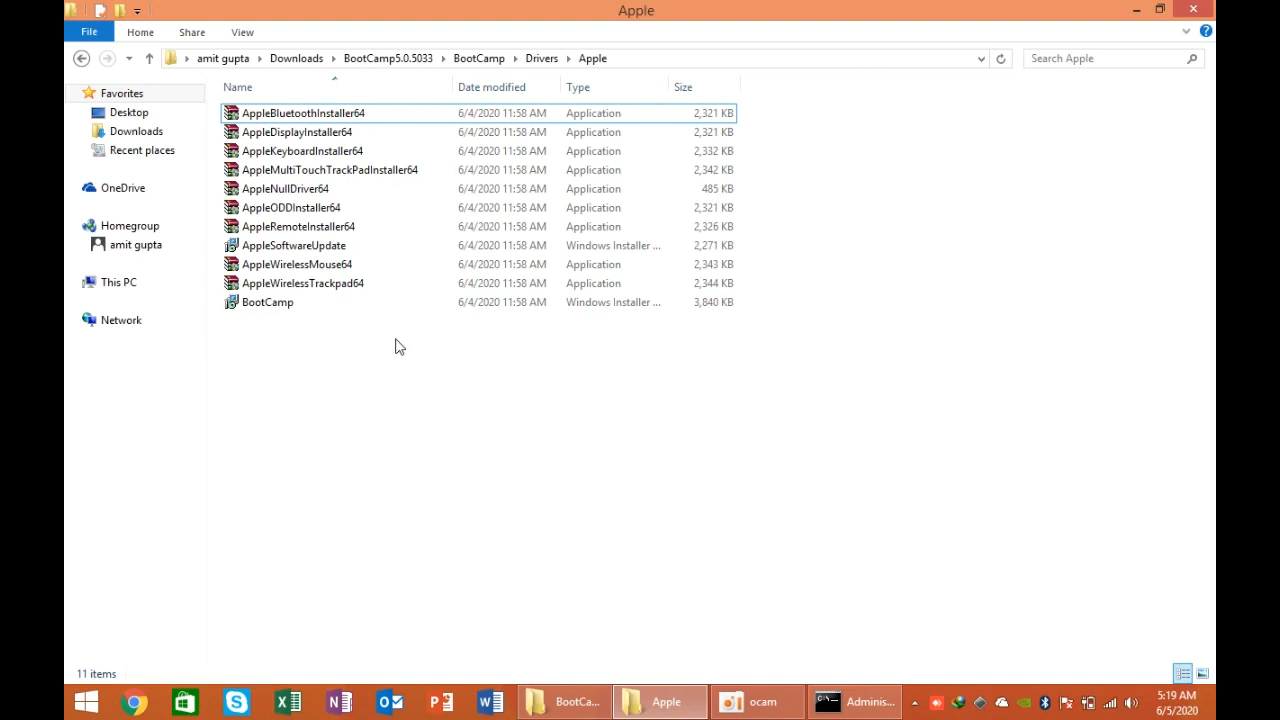 Apple
File Home Share View
amit gupta Downloads BootCamp5.0.5033 BootCamp Drivers Apple Search Apple
Name Date modified Type Size
Favorites
Desktop
Downloads
Recent places
OneDrive
Homegroup
amit gupta
This PC
Network
AppleBluetoothInstaller64 6/4/2020 11:58 AM Application 2,321 KB
AppleDisplayInstaller64 6/4/2020 11:58 AM Application 2,321 KB
AppleKeyboardInstaller64 6/4/2020 11:58 AM Application 2,332 KB
AppleMultiTouchTrackPadInstaller64 6/4/2020 11:58 AM Application 2,342 KB
AppleNullDriver64 6/4/2020 11:58 AM Application 485 KB
AppleODDInstaller64 6/4/2020 11:58 AM Application 2,321 KB
AppleRemoteInstaller64 6/4/2020 11:58 AM Application 2,326 KB
AppleSoftwareUpdate 6/4/2020 11:58 AM Windows Installer ... 2,271 KB
AppleWirelessMouse64 6/4/2020 11:58 AM Application 2,343 KB
AppleWirelessTrackpad64 6/4/2020 11:58 AM Application 2,344 KB
BootCamp 6/4/2020 11:58 AM Windows Installer ... 3,840 KB
11 items
BootCa... Apple ocam Adminis... 5:19 AM
6/5/2020